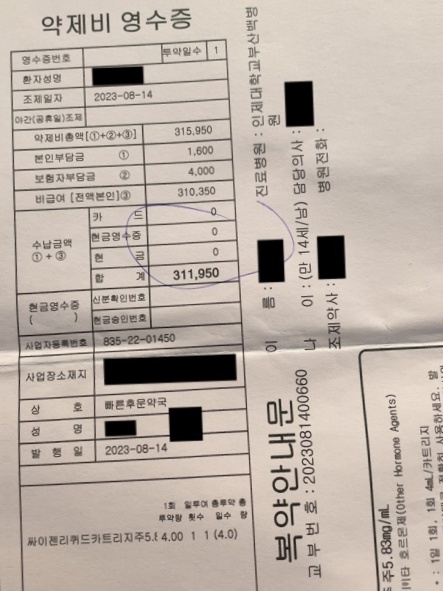 약제비 영수증
영수증번호 투약일수 1
환자성명
조제일자 2023-08-14
야간(공휴일)조제
약제비총액[①+②+③] 315,950
본인부담금 ① 1,600
보험자부담금 ② 4,000
비급여 [전액본인]③ 310,350
수납금액 ①+③
카 드 0
현금영수증 0
현 금 0
합 계 311,950
현금영수증 ( )
신분확인번호
현금승인번호
사업자등록번호 835-22-01450
사업장소재지
상 호 빠른후문약국
성 명
발 행 일 2023-08-14
1회 일투여 총투약 총
투약량 횟수 일수 량
싸이젠리퀴드카트리지주5.8 4.00 1 1 (4.0)
복약안내문
교부번호 : 2023081400660
이 름 :
진료병원 : 인제대학교부산백병원
나 이 : (만 14세/남)
담당의사 :
조제약사 :
병원전화 :
주5.83mg/mL
기타 호르몬제(Other Hormone Agents)
* : 1일 1회, 1회 4mL/카트리지
사용하세요.